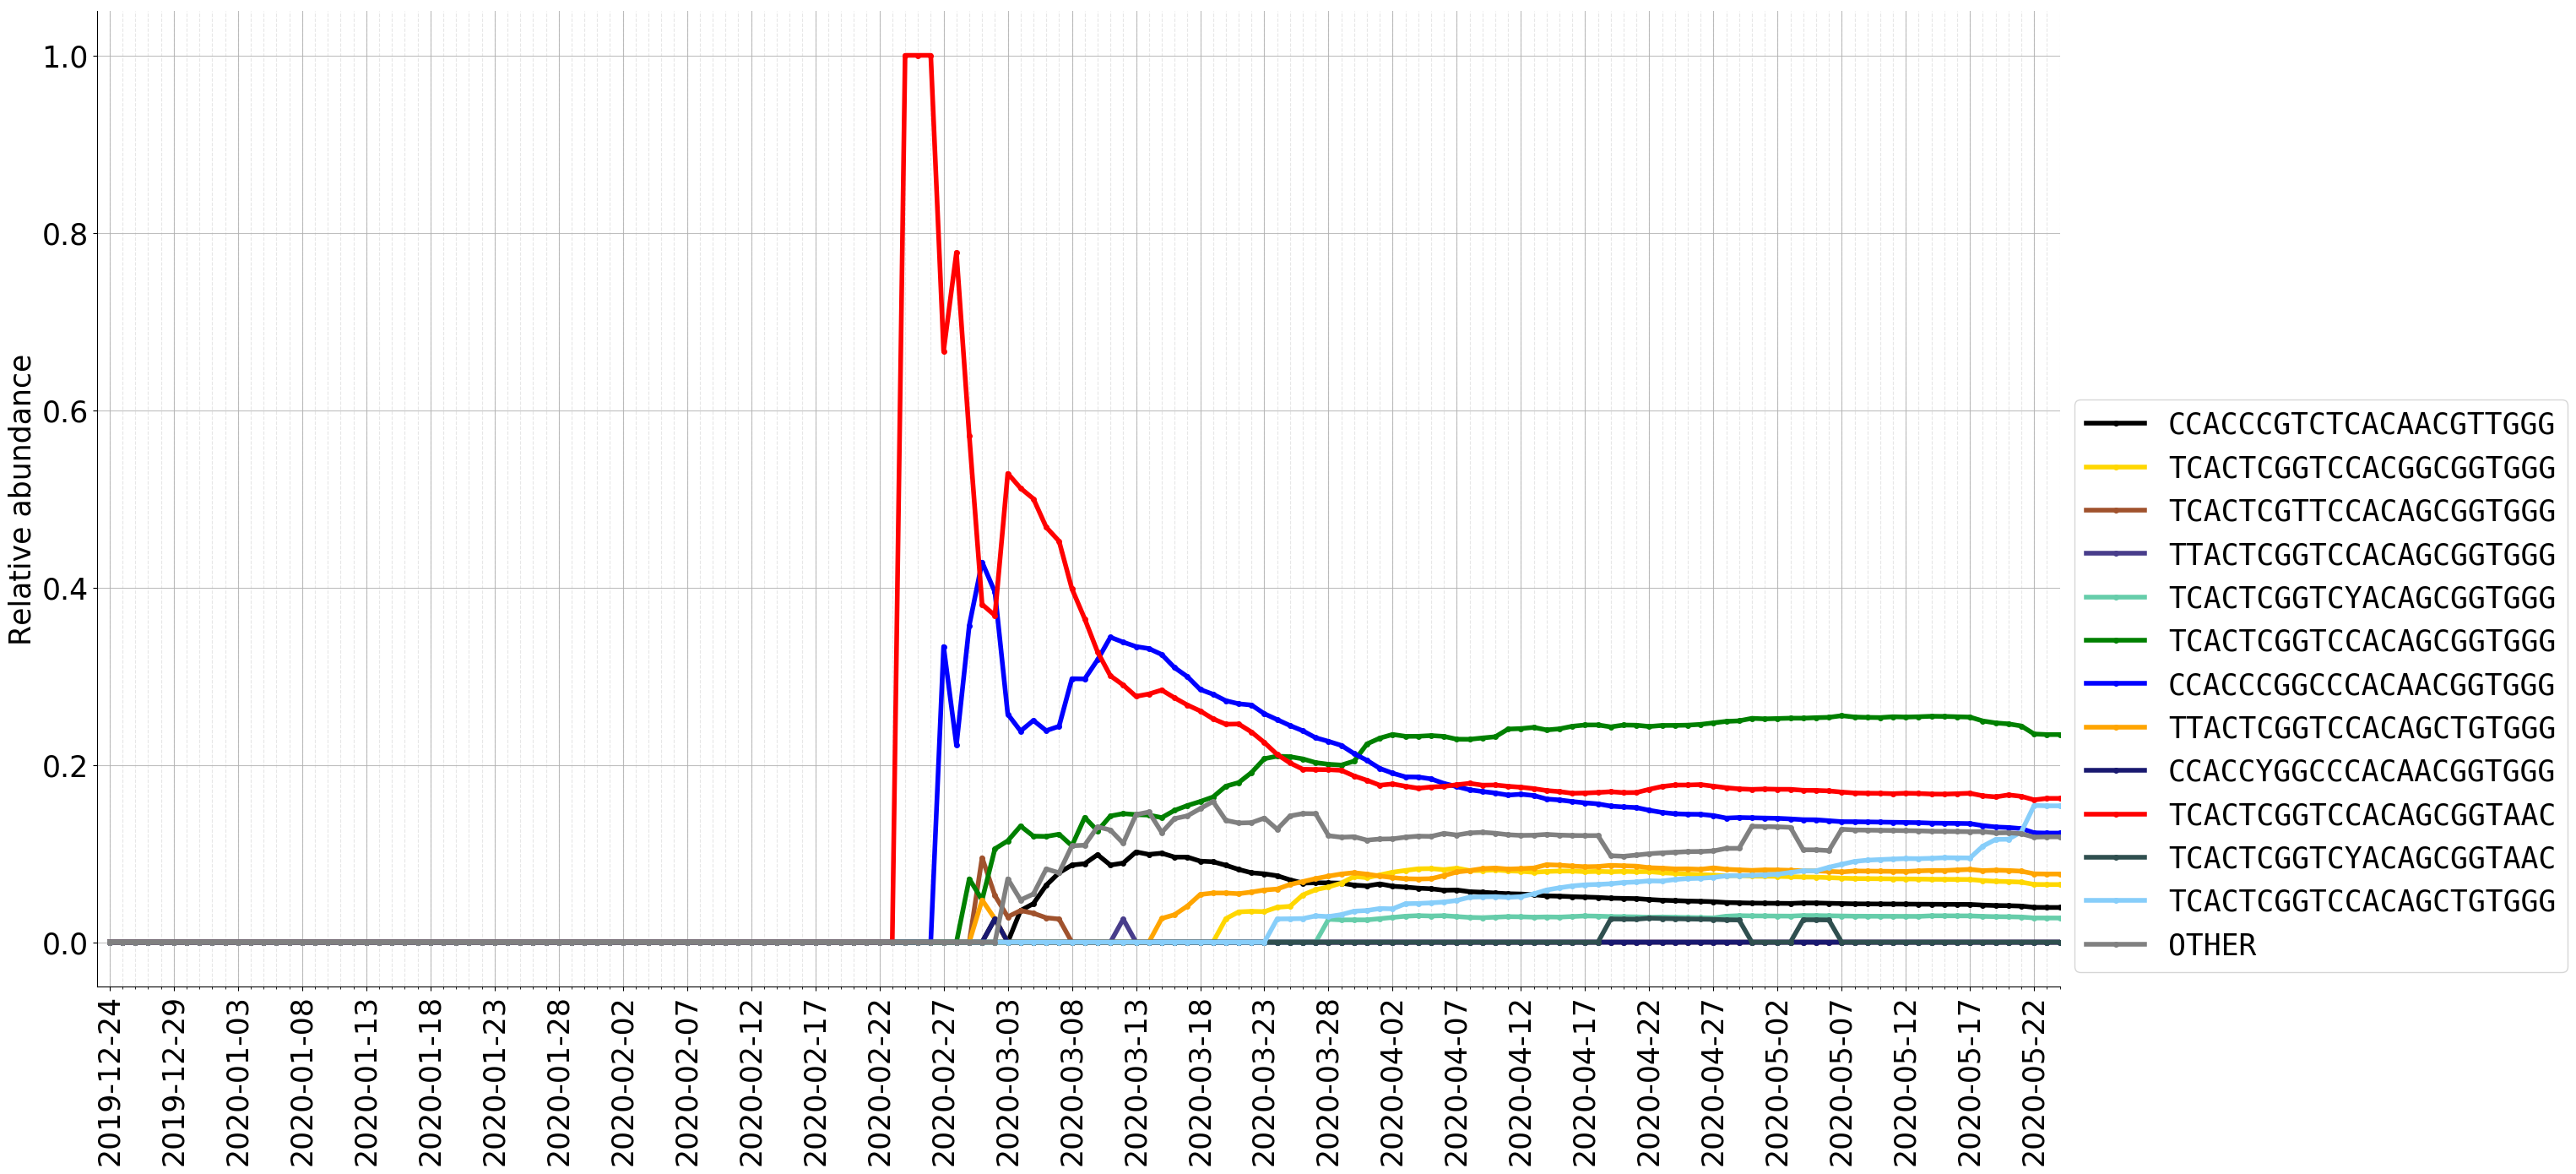 Relative abundance
1.0
0.8
0.6
0.4
0.2
0.0
2019-12-24
2019-12-29
2020-01-03
2020-01-08
2020-01-13
2020-01-18
2020-01-23
2020-01-28
2020-02-02
2020-02-07
2020-02-12
2020-02-17
2020-02-22
2020-02-27
2020-03-03
2020-03-08
2020-03-13
2020-03-18
2020-03-23
2020-03-28
2020-04-02
2020-04-07
2020-04-12
2020-04-17
2020-04-22
2020-04-27
2020-05-02
2020-05-07
2020-05-12
2020-05-17
2020-05-22
CCACCCGTCTCACAACGTTGGG
TCACTCGGTCCACGGCGGTGGG
TCACTCGTTCCACAGCGGTGGG
TTACTCGGTCCACAGCGGTGGG
TCACTCGGTCYACAGCGGTGGG
TCACTCGGTCCACAGCGGTGGG
CCACCCGGCCCACAACGGTGGG
TTACTCGGTCCACAGCTGTGGG
CCACCYGGCCCACAACGGTGGG
TCACTCGGTCCACAGCGGTAAC
TCACTCGGTCYACAGCGGTAAC
TCACTCGGTCCACAGCTGTGGG
OTHER